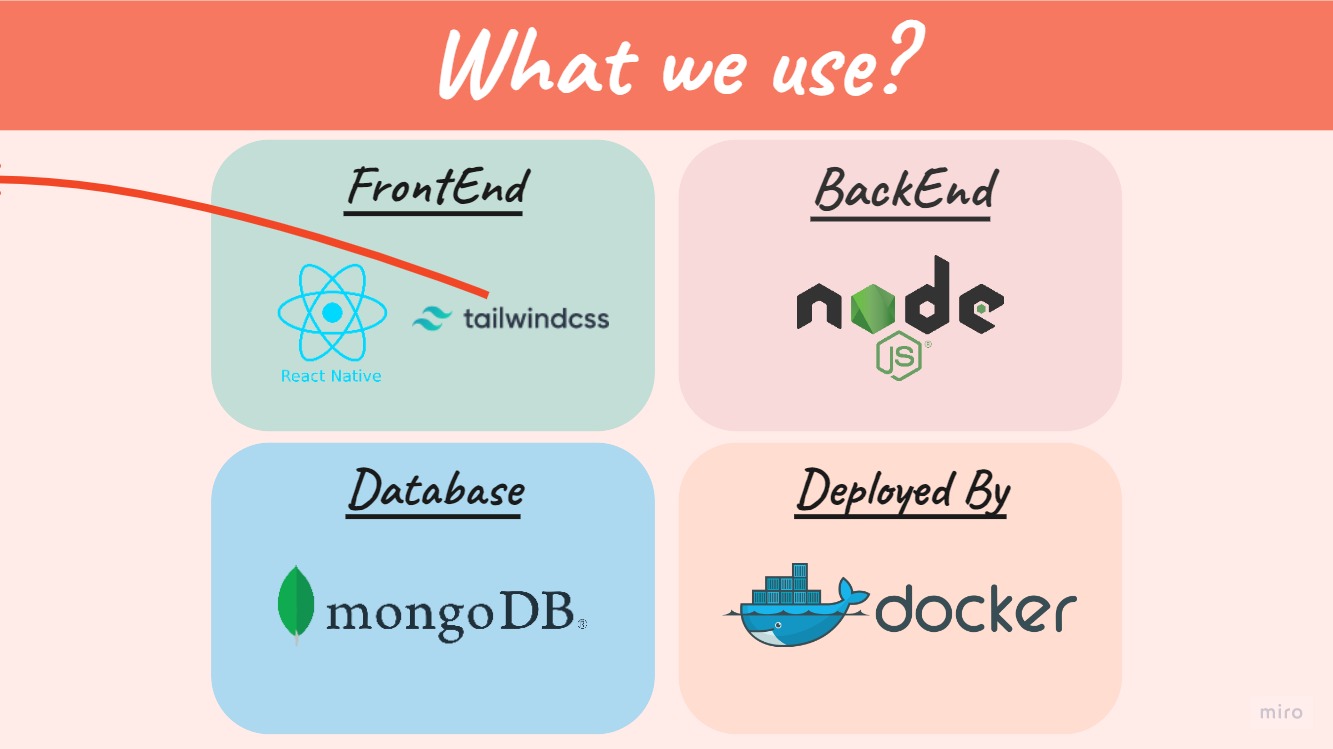 What we use?
FrontEnd
BackEnd
React Native
tailwindcss
node
JS®
Database
Deployed By
mongoDB®
docker
miro